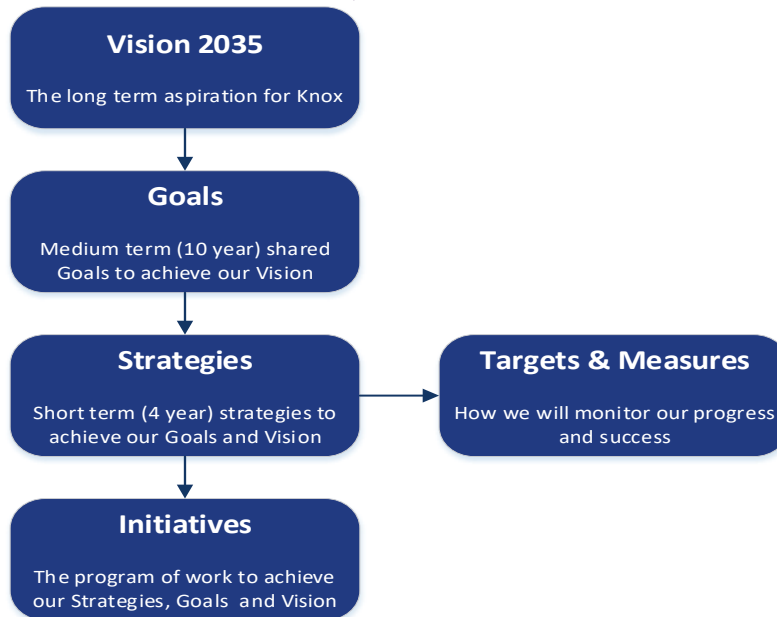 Vision 2035
The long term aspiration for Knox
Goals
Medium term (10 year) shared
Goals to achieve our Vision
Strategies
Short term (4 year) strategies to
achieve our Goals and Vision
Targets & Measures
How we will monitor our progress
and success
Initiatives
The program of work to achieve
our Strategies, Goals and Vision